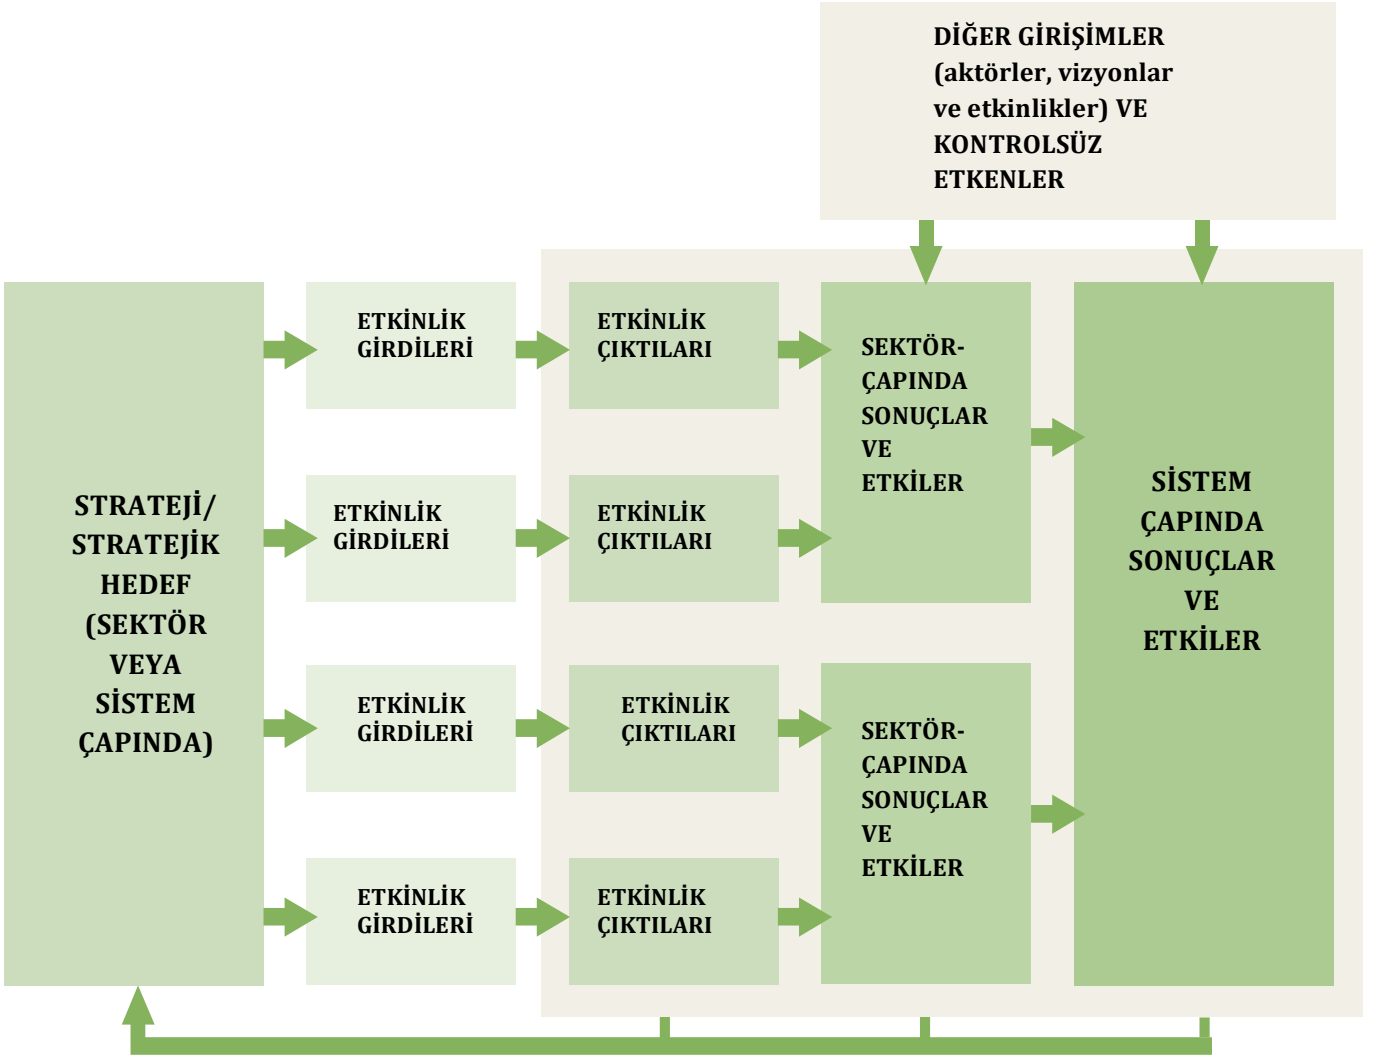 DİĞER GİRİŞİMLER
(aktörler, vizyonlar
ve etkinlikler) VE
KONTROLSÜZ
ETKENLER
STRATEJİ/
STRATEJİK
HEDEF
(SEKTÖR
VEYA
SİSTEM
ÇAPINDA)
ETKİNLİK
GİRDİLERİ
ETKİNLİK
ÇIKTILARI
ETKİNLİK
GİRDİLERİ
ETKİNLİK
ÇIKTILARI
SEKTÖR-
ÇAPINDA
SONUÇLAR
VE
ETKİLER
ETKİNLİK
GİRDİLERİ
ETKİNLİK
ÇIKTILARI
ETKİNLİK
GİRDİLERİ
ETKİNLİK
ÇIKTILARI
SEKTÖR-
ÇAPINDA
SONUÇLAR
VE
ETKİLER
SİSTEM
ÇAPINDA
SONUÇLAR
VE
ETKİLER